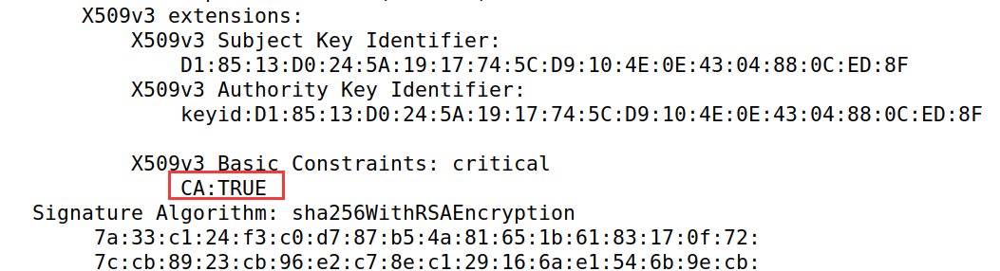 X509v3 extensions:
X509v3 Subject Key Identifier:
D1:85:13:D0:24:5A:19:17:74:5C:D9:10:4E:0E:43:04:88:0C:ED:8F
X509v3 Authority Key Identifier:
keyid:D1:85:13:D0:24:5A:19:17:74:5C:D9:10:4E:0E:43:04:88:0C:ED:8F
X509v3 Basic Constraints: critical
CA:TRUE
Signature Algorithm: sha256WithRSAEncryption
7a:33:c1:24:f3:c0:d7:87:b5:4a:81:65:1b:61:83:17:0f:72:
7c:cb:89:23:cb:96:e2:c7:8e:c1:29:16:6a:e1:54:6b:9e:cb: